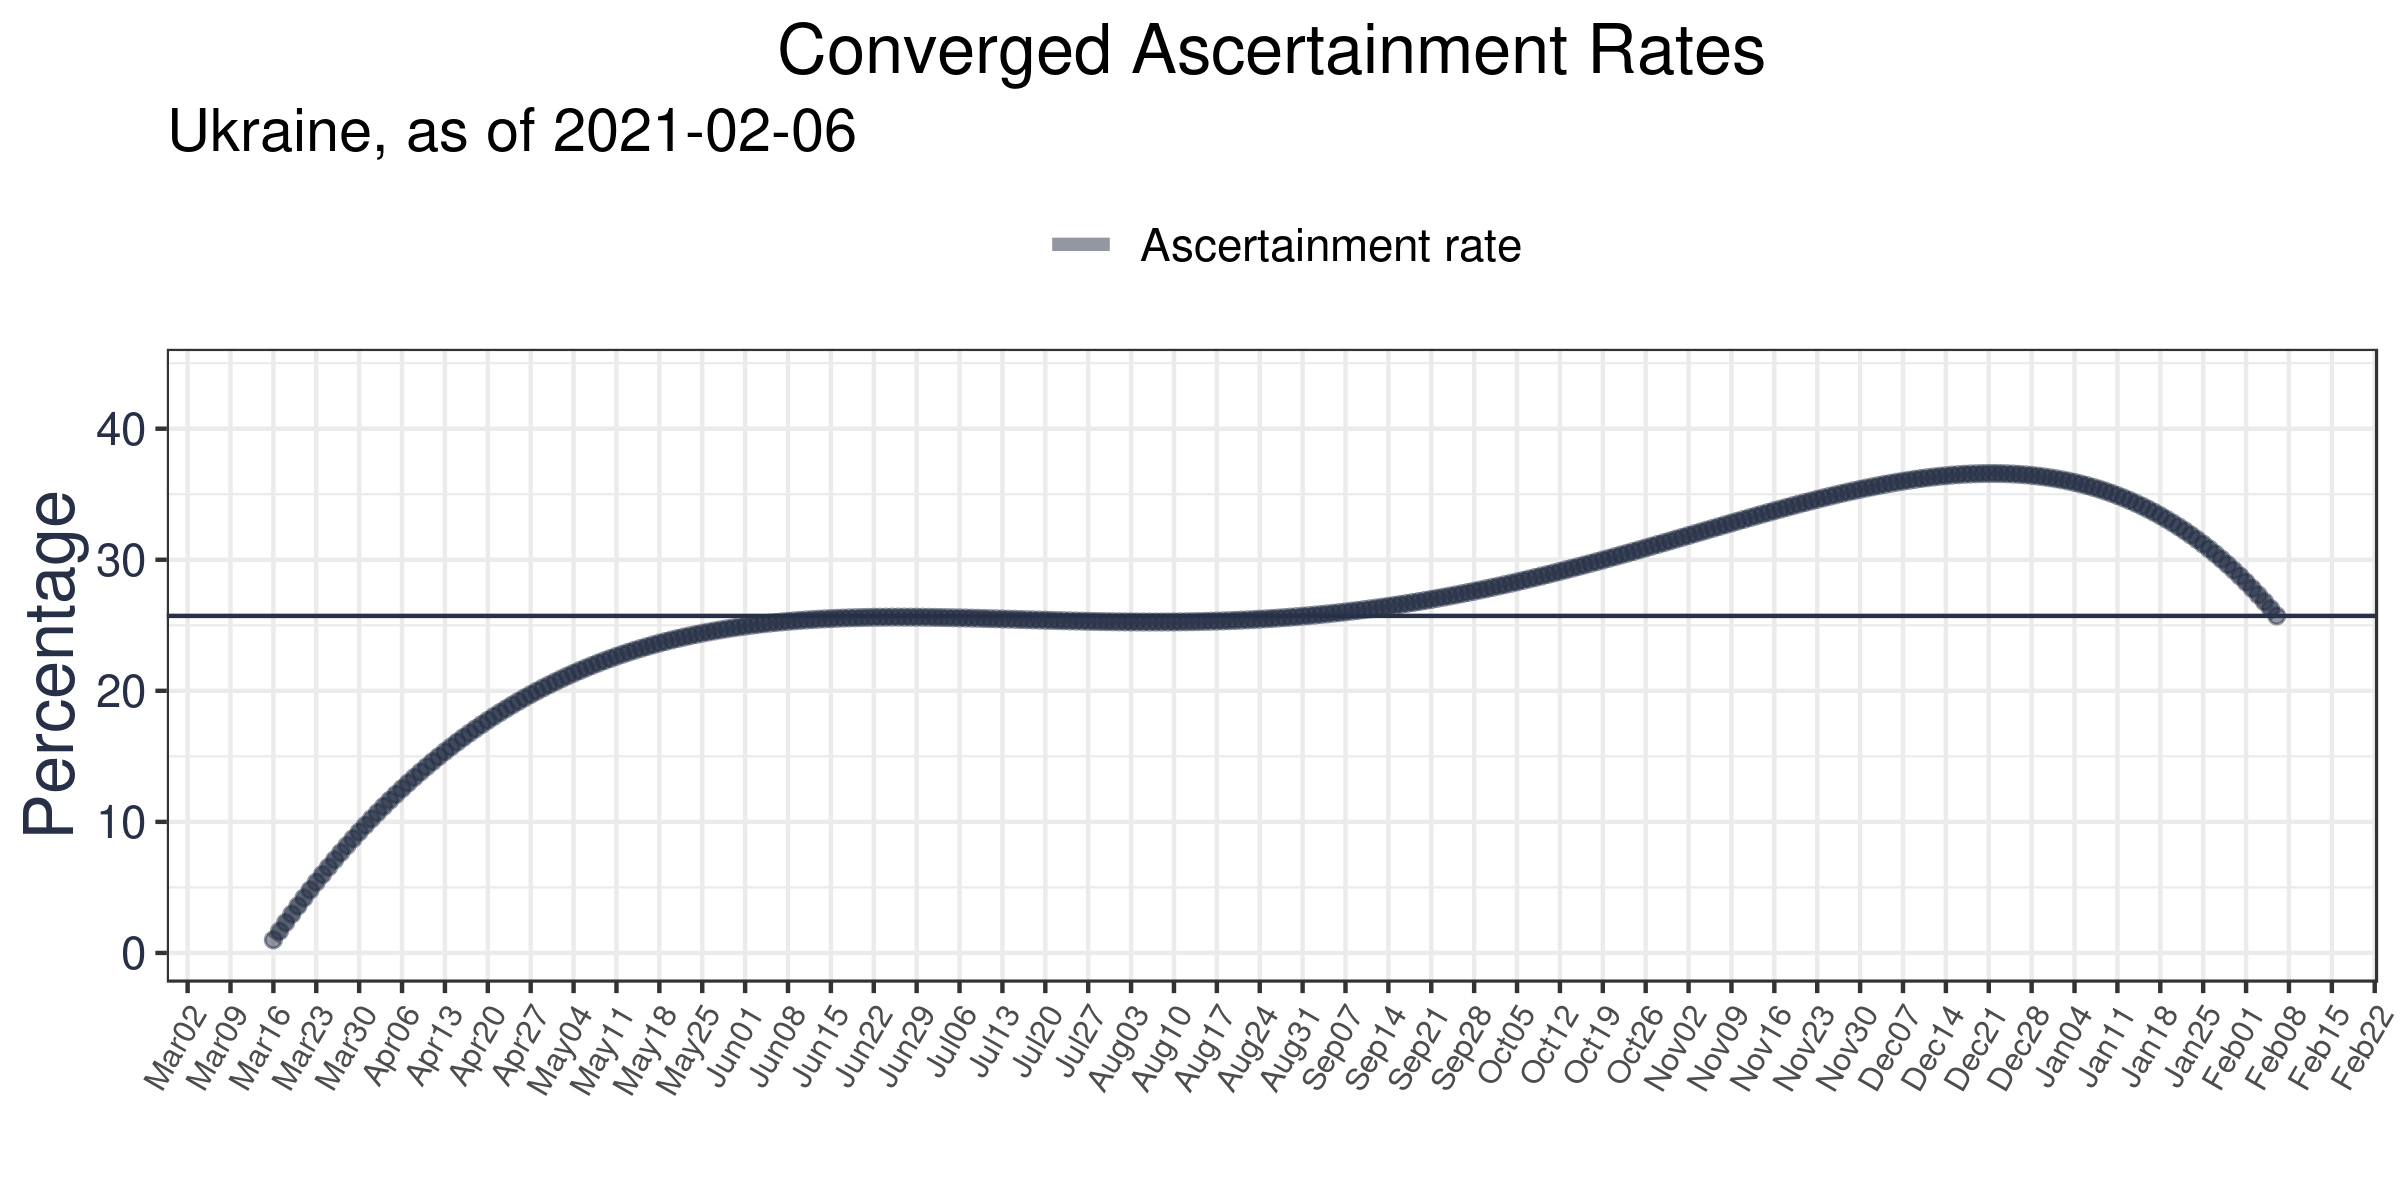 Converged Ascertainment Rates
Ukraine, as of 2021-02-06
Ascertainment rate
Percentage
40
30
20
10
0
Mar02
Mar09
Mar16
Mar23
Mar30
Apr06
Apr13
Apr20
Apr27
May04
May11
May18
May25
Jun01
Jun08
Jun15
Jun22
Jun29
Jul06
Jul13
Jul20
Jul27
Aug03
Aug10
Aug17
Aug24
Aug31
Sep07
Sep14
Sep21
Sep28
Oct05
Oct12
Oct19
Oct26
Nov02
Nov09
Nov16
Nov23
Nov30
Dec07
Dec14
Dec21
Dec28
Jan04
Jan11
Jan18
Jan25
Feb01
Feb08
Feb15
Feb22